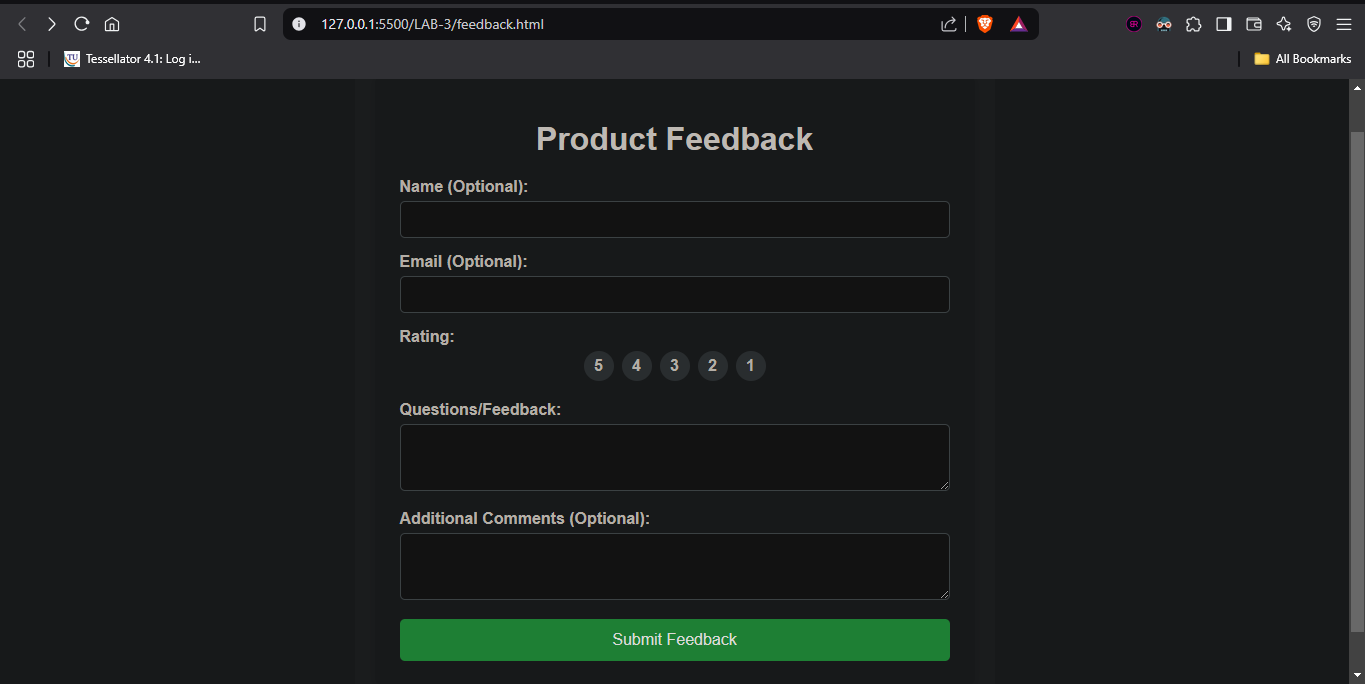 127.0.0.1:5500/LAB-3/feedback.html
TU Tessellator 4.1: Log i...
All Bookmarks
Product Feedback
Name (Optional):
Email (Optional):
Rating:
5 4 3 2 1
Questions/Feedback:
Additional Comments (Optional):
Submit Feedback